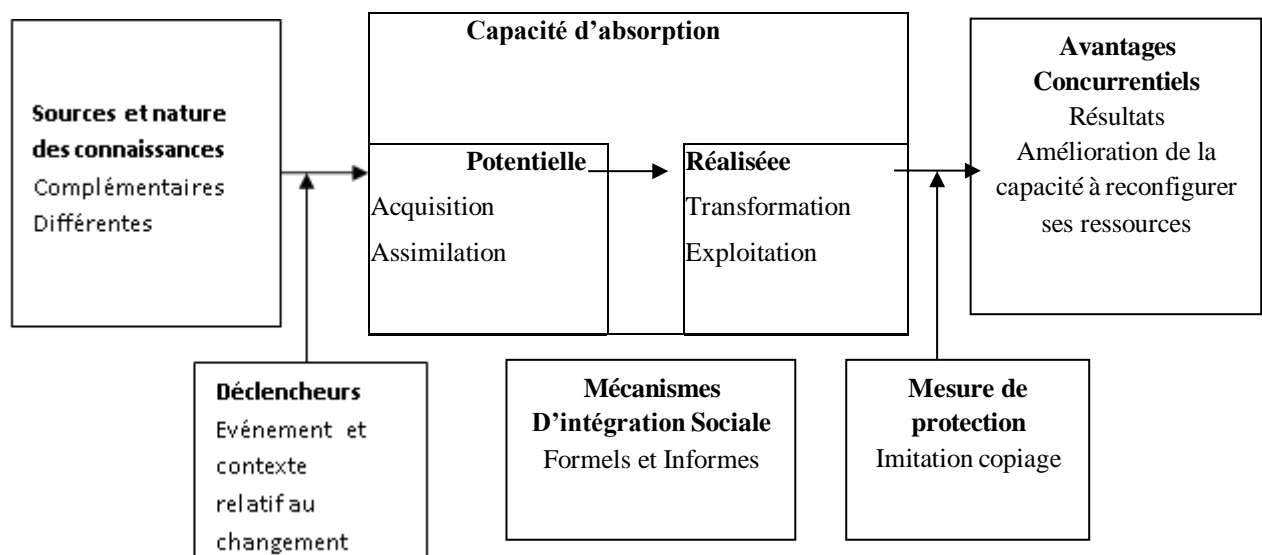 Sources et nature
des connaissances
Complémentaires
Différentes
Capacité d’absorption
Potentielle
Acquisition
Assimilation
Réaliséee
Transformation
Exploitation
Avantages
Concurrentiels
Résultats
Amélioration de la
capacité à reconfigurer
ses ressources
Déclencheurs
Evénement et
contexte
relatif au
changement
Mécanismes
D’intégration Sociale
Formels et Informes
Mesure de
protection
Imitation copiage